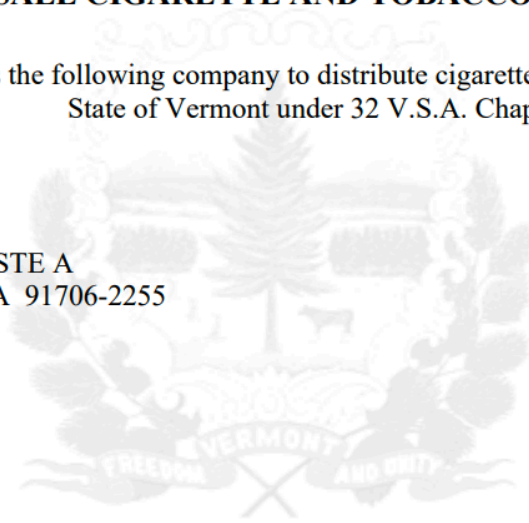 SALE CIGARETTE AND TOBACCO
the following company to distribute cigarette
State of Vermont under 32 V.S.A. Chap
STE A
A 91706-2255
VERMONT
FREEDOM AND UNITY